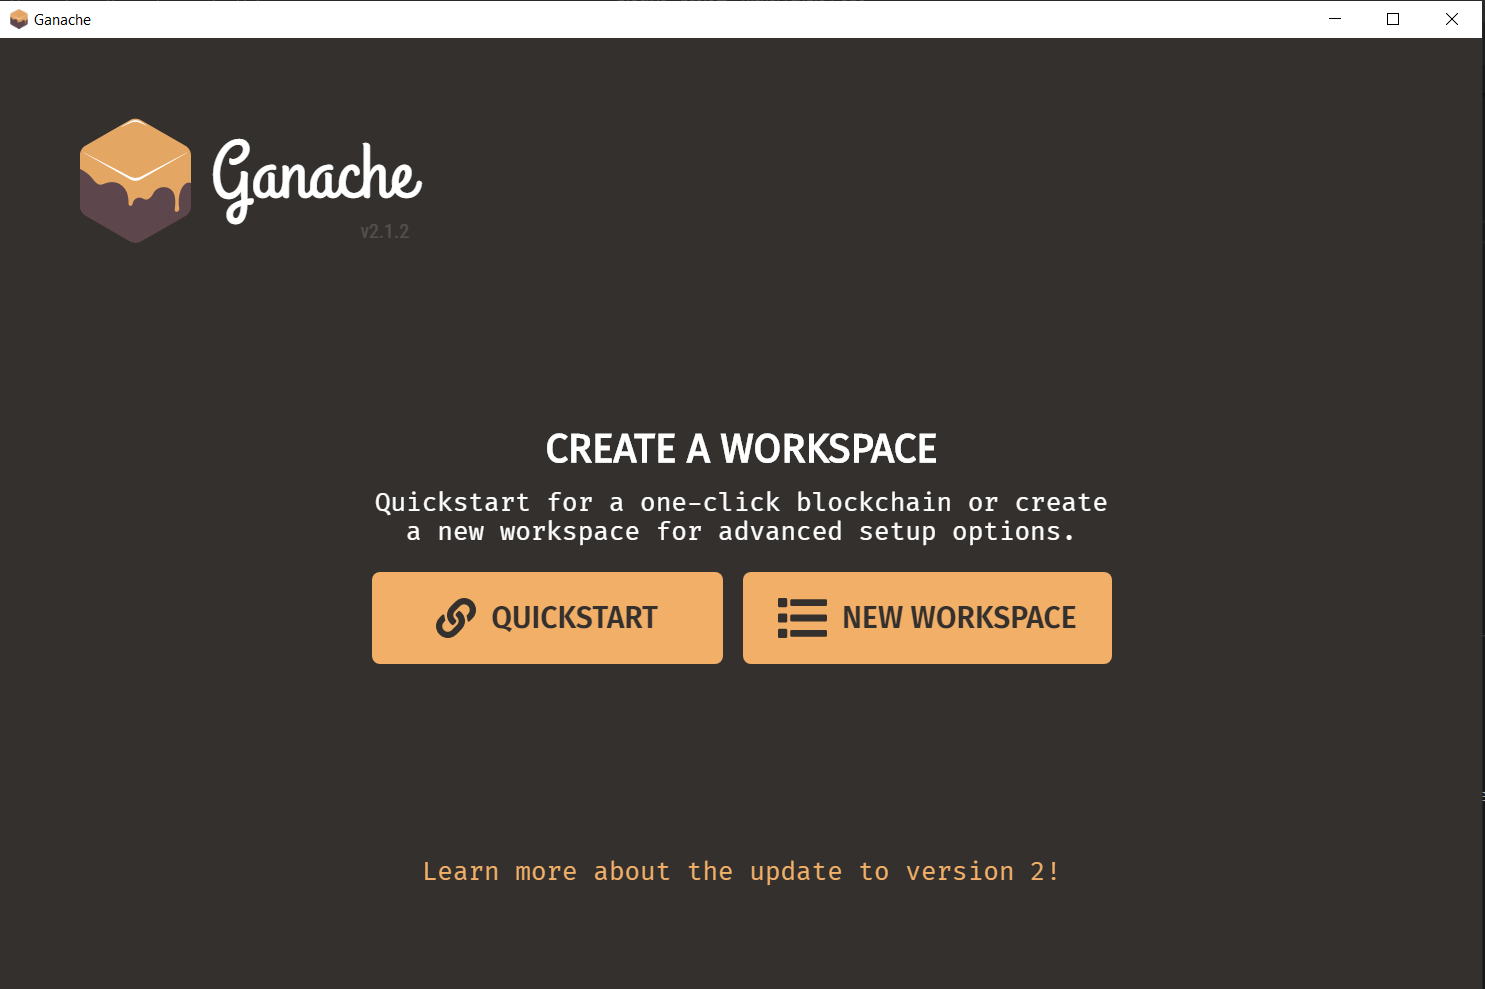 Ganache
Ganache
v2.1.2
CREATE A WORKSPACE
Quickstart for a one-click blockchain or create
a new workspace for advanced setup options.
QUICKSTART
NEW WORKSPACE
Learn more about the update to version 2!